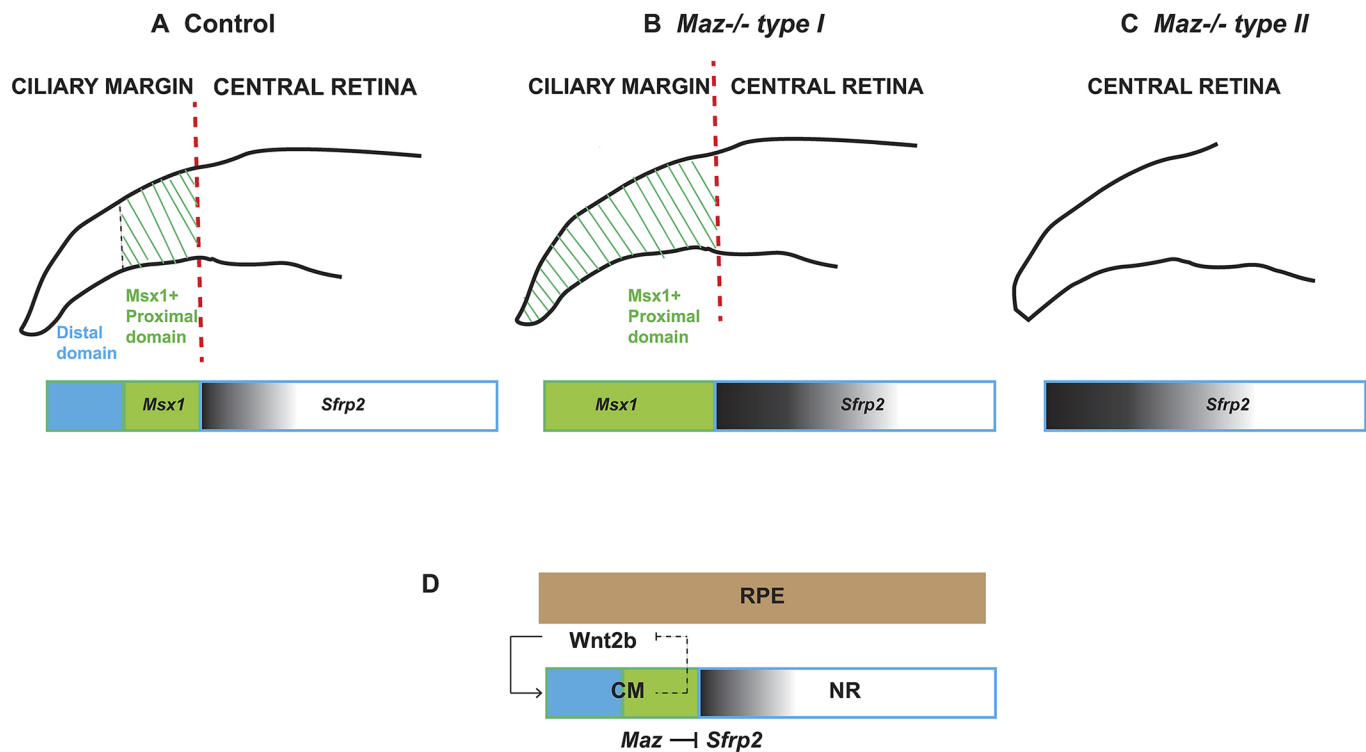 A Control
B Maz-/- type I
C Maz-/- type II
CILIARY MARGIN
CENTRAL RETINA
CILIARY MARGIN
CENTRAL RETINA
CENTRAL RETINA
Distal
domain
Msx1+
Proximal
domain
Msx1+
Proximal
domain
Msx1
Sfrp2
Msx1
Sfrp2
Sfrp2
D
RPE
Wnt2b
CM
NR
Maz
Sfrp2